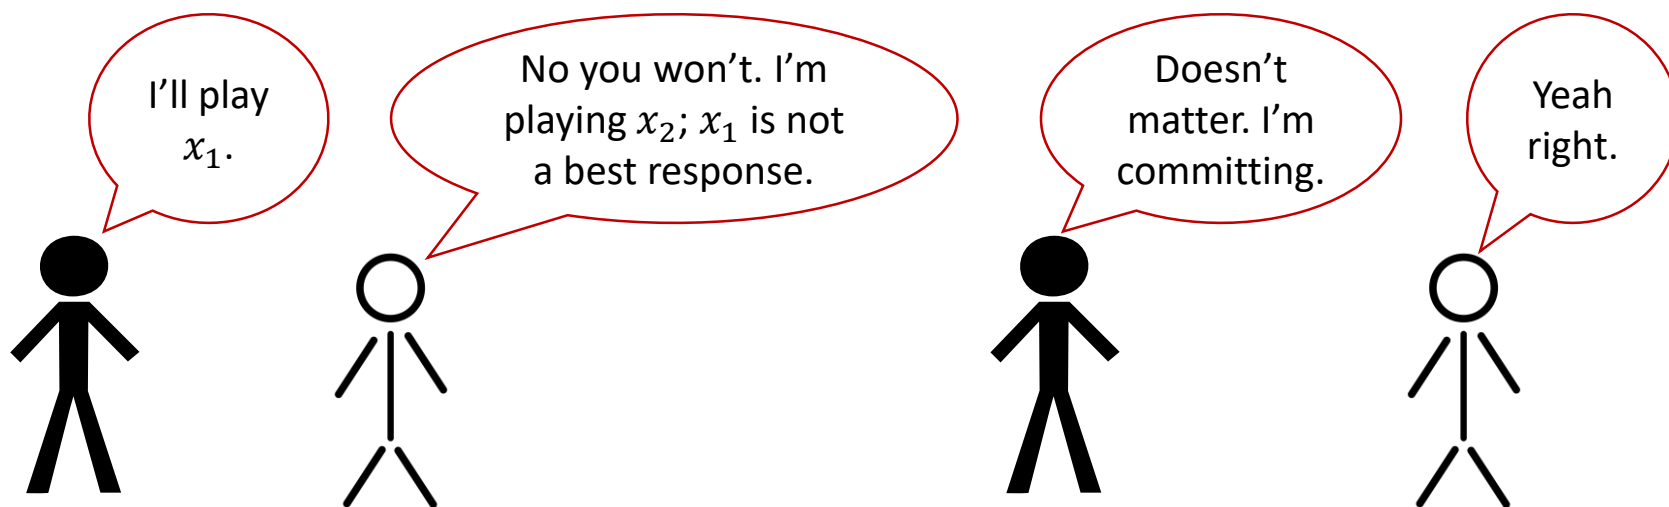 I'll play
𝑥₁.
No you won't. I'm
playing 𝑥₂; 𝑥₁ is not
a best response.
Doesn't
matter. I'm
committing.
Yeah
right.